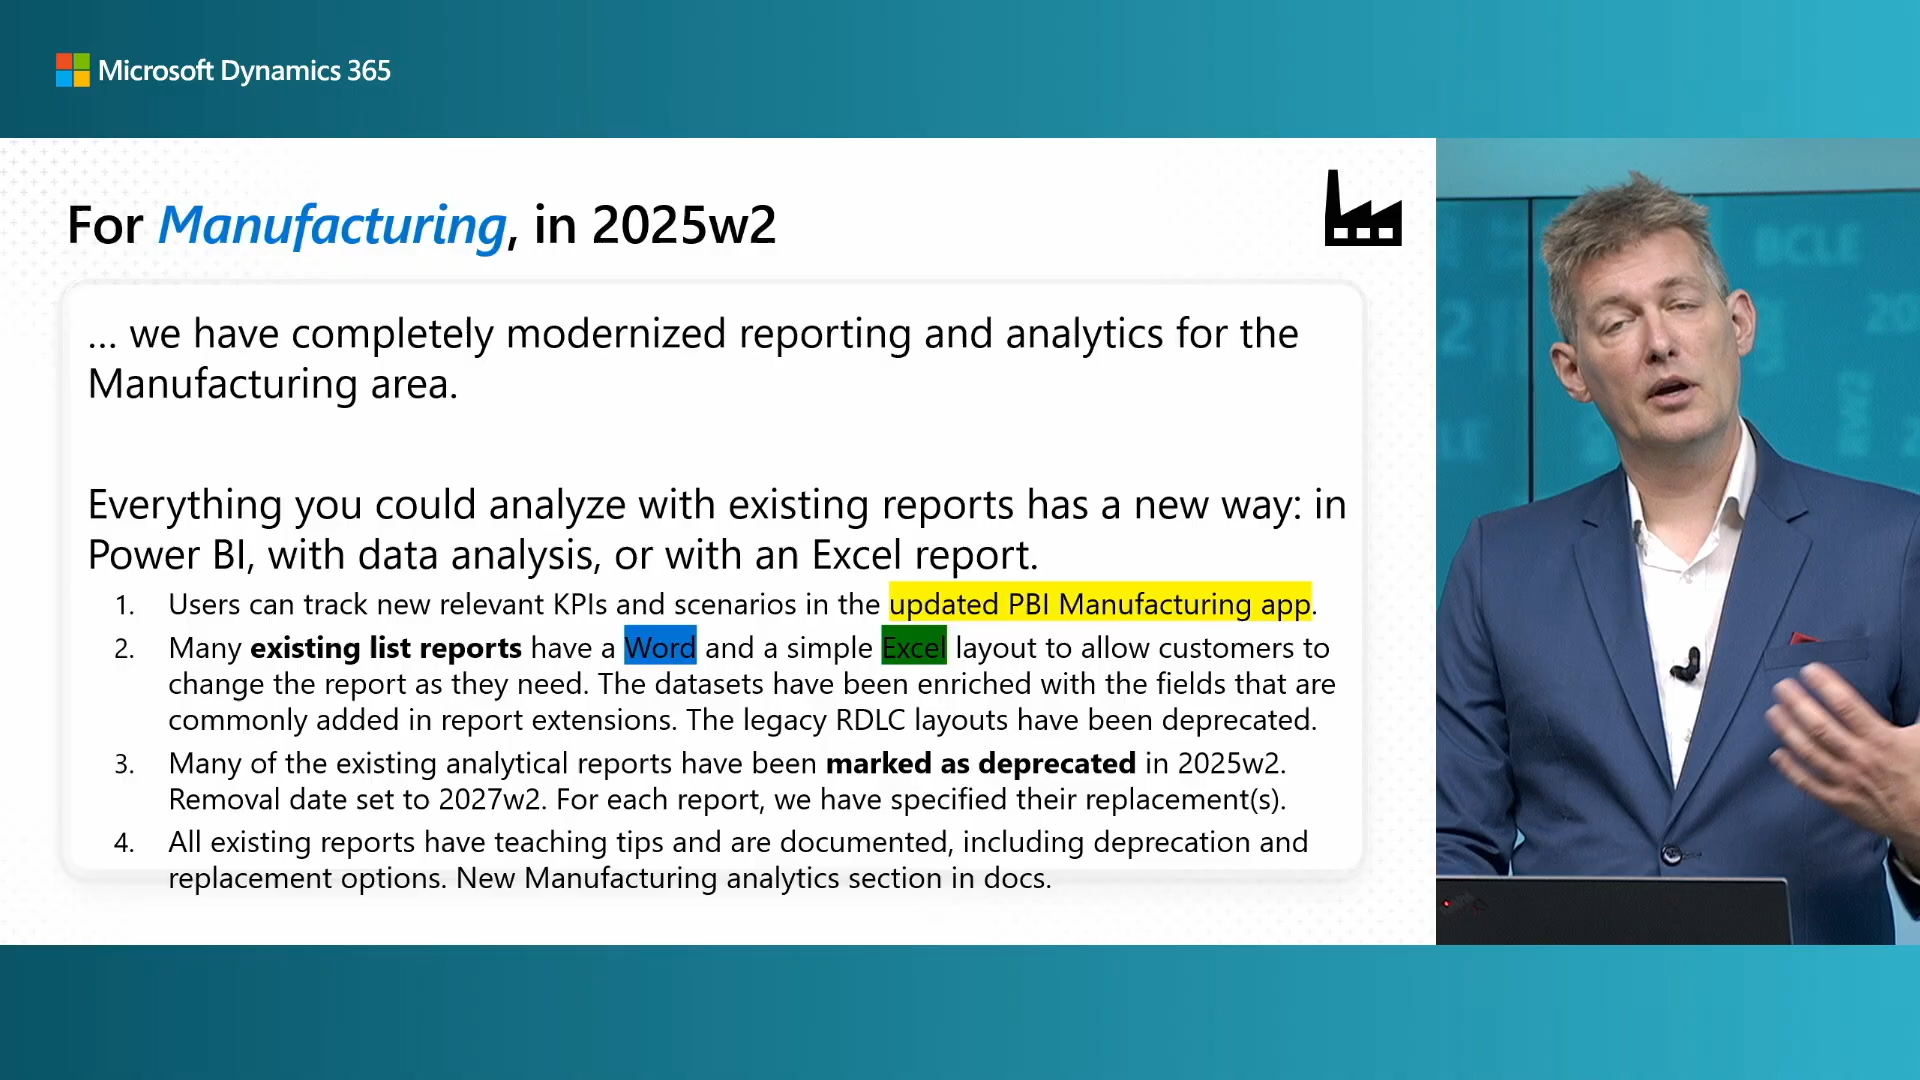 Microsoft Dynamics 365
For Manufacturing, in 2025w2
... we have completely modernized reporting and analytics for the
Manufacturing area.
Everything you could analyze with existing reports has a new way: in
Power BI, with data analysis, or with an Excel report.
1. Users can track new relevant KPIs and scenarios in the updated PBI Manufacturing app.
2. Many existing list reports have a Word and a simple Excel layout to allow customers to
change the report as they need. The datasets have been enriched with the fields that are
commonly added in report extensions. The legacy RDLC layouts have been deprecated.
3. Many of the existing analytical reports have been marked as deprecated in 2025w2.
Removal date set to 2027w2. For each report, we have specified their replacement(s).
4. All existing reports have teaching tips and are documented, including deprecation and
replacement options. New Manufacturing analytics section in docs.
BCLE